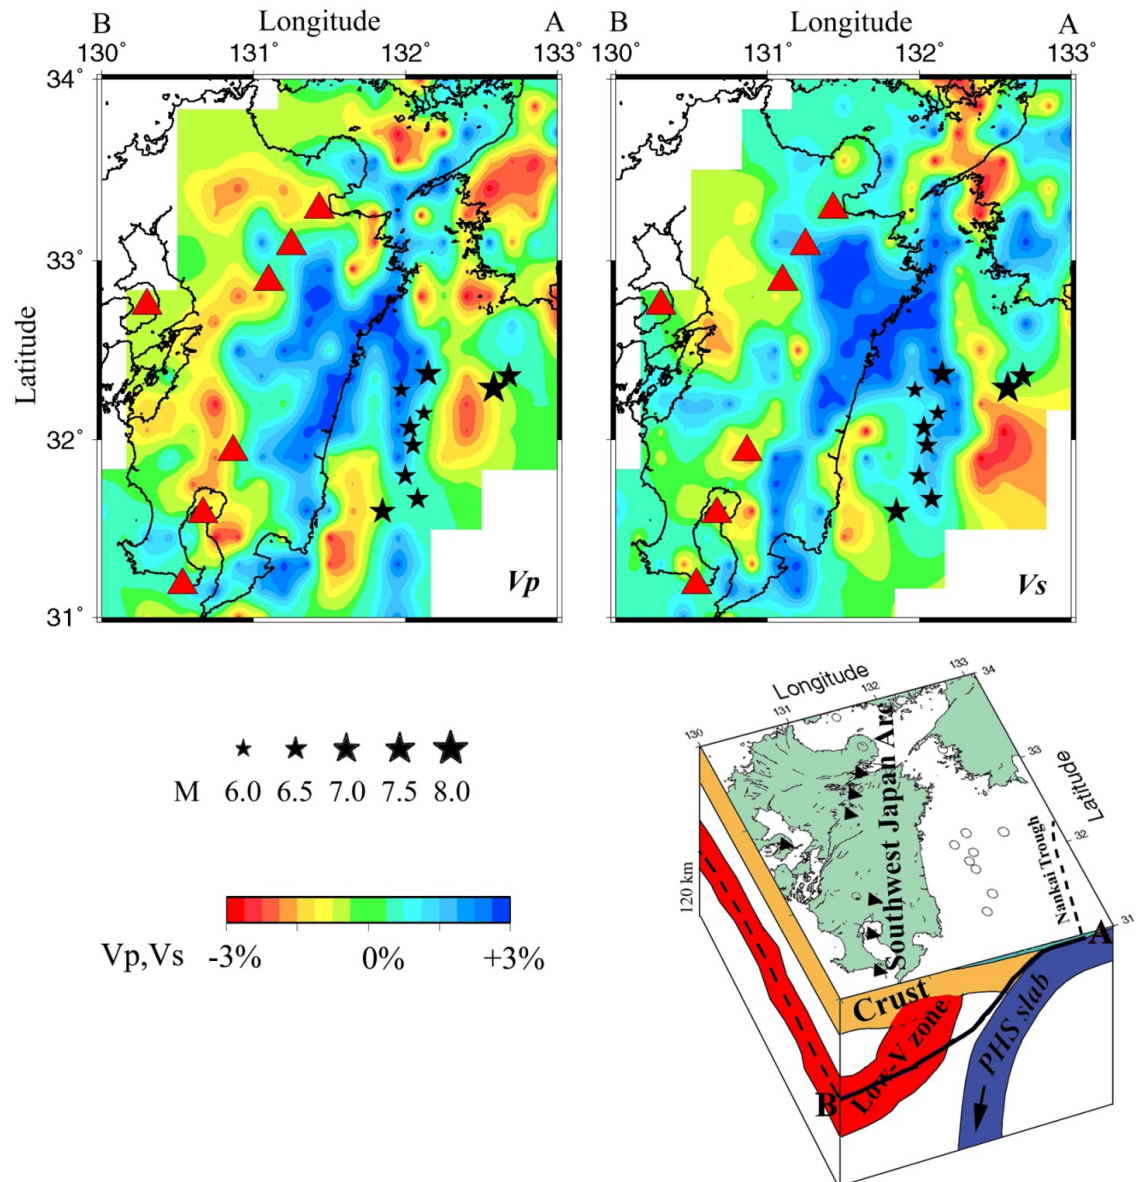 B Longitude A
130 131˚ 132˚ 133
34˚
33˚
32˚
31˚
Latitude
Vp
B Longitude A
130 131˚ 132˚ 133
Vs
M 6.0 6.5 7.0 7.5 8.0
Vp,Vs -3% 0% +3%
Longitude
130 131 132 133 34
33
32
31
Latitude
Southwest Japan Arc
Nankai Trough
120 km
A
Crust
Low-V zone
PHS slab
B